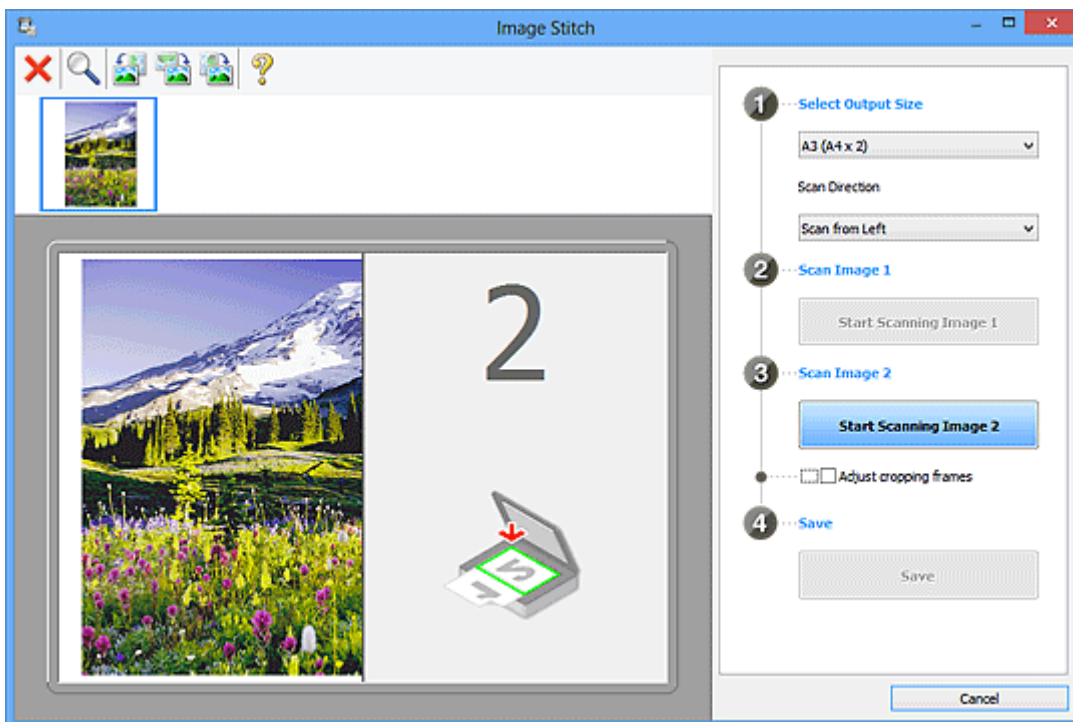 Image Stitch
1 Select Output Size
A3 (A4 x 2)
Scan Direction
Scan from Left
2 Scan Image 1
Start Scanning Image 1
3 Scan Image 2
Start Scanning Image 2
Adjust cropping frames
4 Save
Save
2
1 2
Cancel